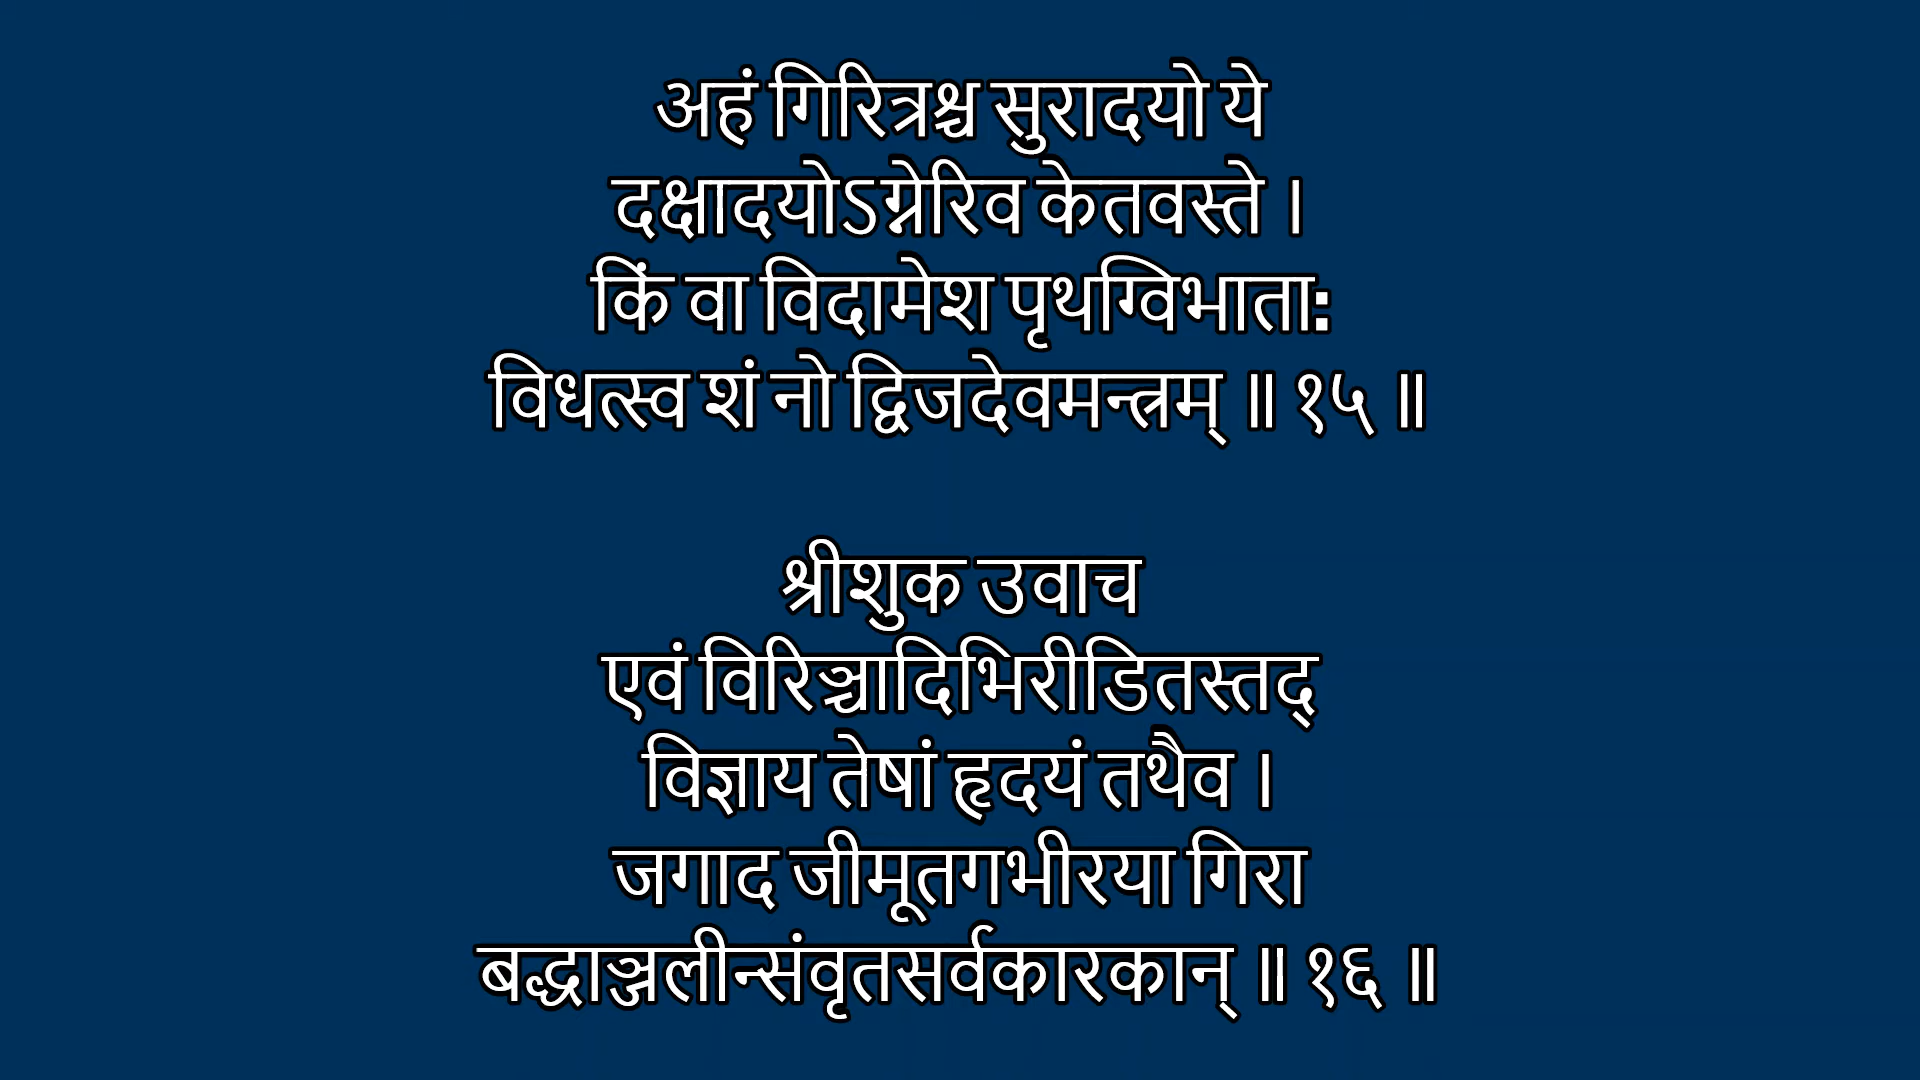 अहं गिरित्रश्च सुरादयो ये
दक्षादयोऽग्नेरिव केतवस्ते ।
किं वा विदामेश पृथग्विभाता:
विधत्स्व शं नो द्विजदेवमन्त्रम् ॥ १५ ॥
श्रीशुक उवाच
एवं विरिञ्चादिभिरीडितस्तद्
विज्ञाय तेषां हृदयं तथैव ।
जगाद जीमूतगभीरया गिरा
बद्धाञ्जलीन्संवृतसर्वकारकान् ॥ १६ ॥